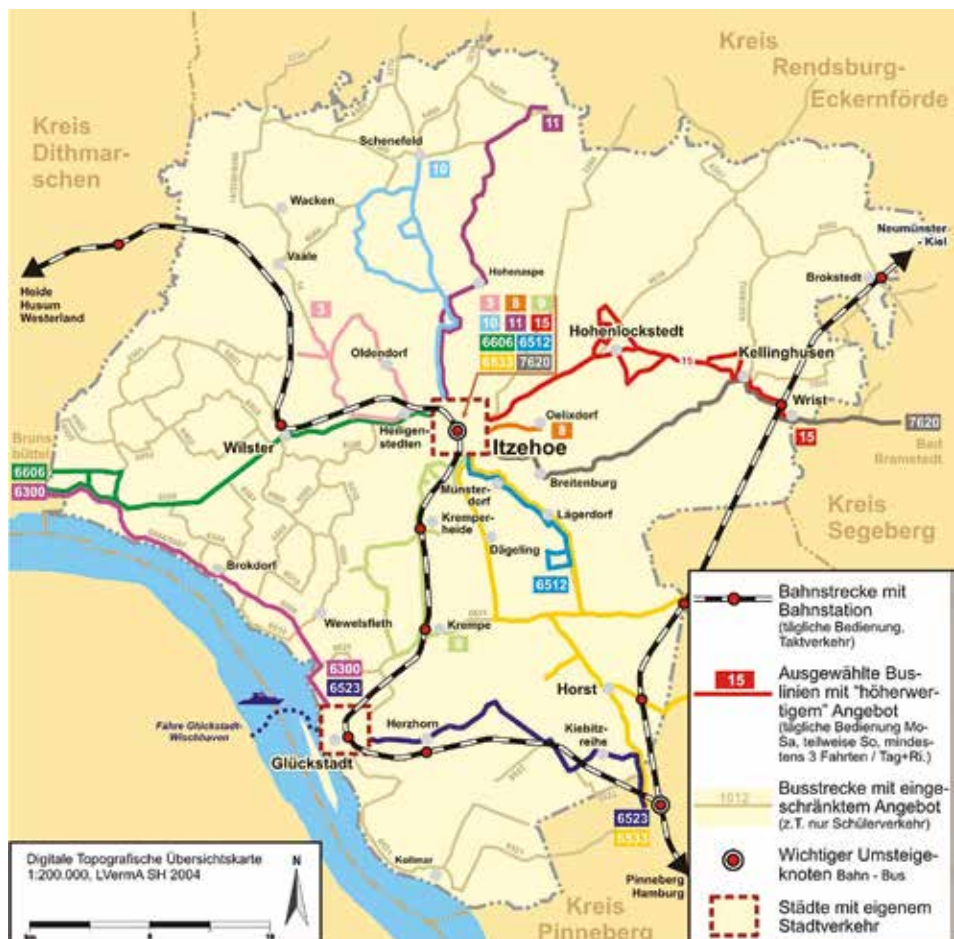 Kreis
Rendsburg-
Eckernförde
Kreis
Dithmar-
schen
11
Schenefeld
10
Wacken
Vaale
Hohenaspe
Neumünster
- Kiel
Brokstedt
Heide
Husum
Westerland
3
3 8 9
10 11 15
6606 6512
6533 7620
Oldendorf
Hohenlockstedt
15
Kellinghusen
Wrist
Oelixdorf
8
Heiligen-
stedten
Itzehoe
Wilster
15
7620
Bad
Bramstedt
Bruns
büttel
6606
6300
Breitenburg
Münster-
dorf
Lägerdorf
Kremper-
heide
Dägeling
Kreis
Segeberg
Brokdorf
6512
Wewelsfleth
Krempe
9
6300
6523
Horst
Fähre Glückstadt-
Wischhafen
Herzhorn
Kiebitz-
reihe
Glückstadt
6523
6533
Kollmar
Pinneberg
Hamburg
Kreis
Pinneberg
Digitale Topografische Übersichtskarte
1:200.000, LVermA SH 2004
N
km
Bahnstrecke mit
Bahnstation
(tägliche Bedienung,
Taktverkehr)
15
Ausgewählte Bus-
linien mit "höherwer-
tigem" Angebot
(tägliche Bedienung Mo-
Sa, teilweise So, mindes-
tens 3 Fahrten / Tag+Ri.)
1012
Busstrecke mit einge-
schränktem Angebot
(z.T. nur Schülerverkehr)
Wichtiger Umsteige-
knoten Bahn - Bus
Städte mit eigenem
Stadtverkehr